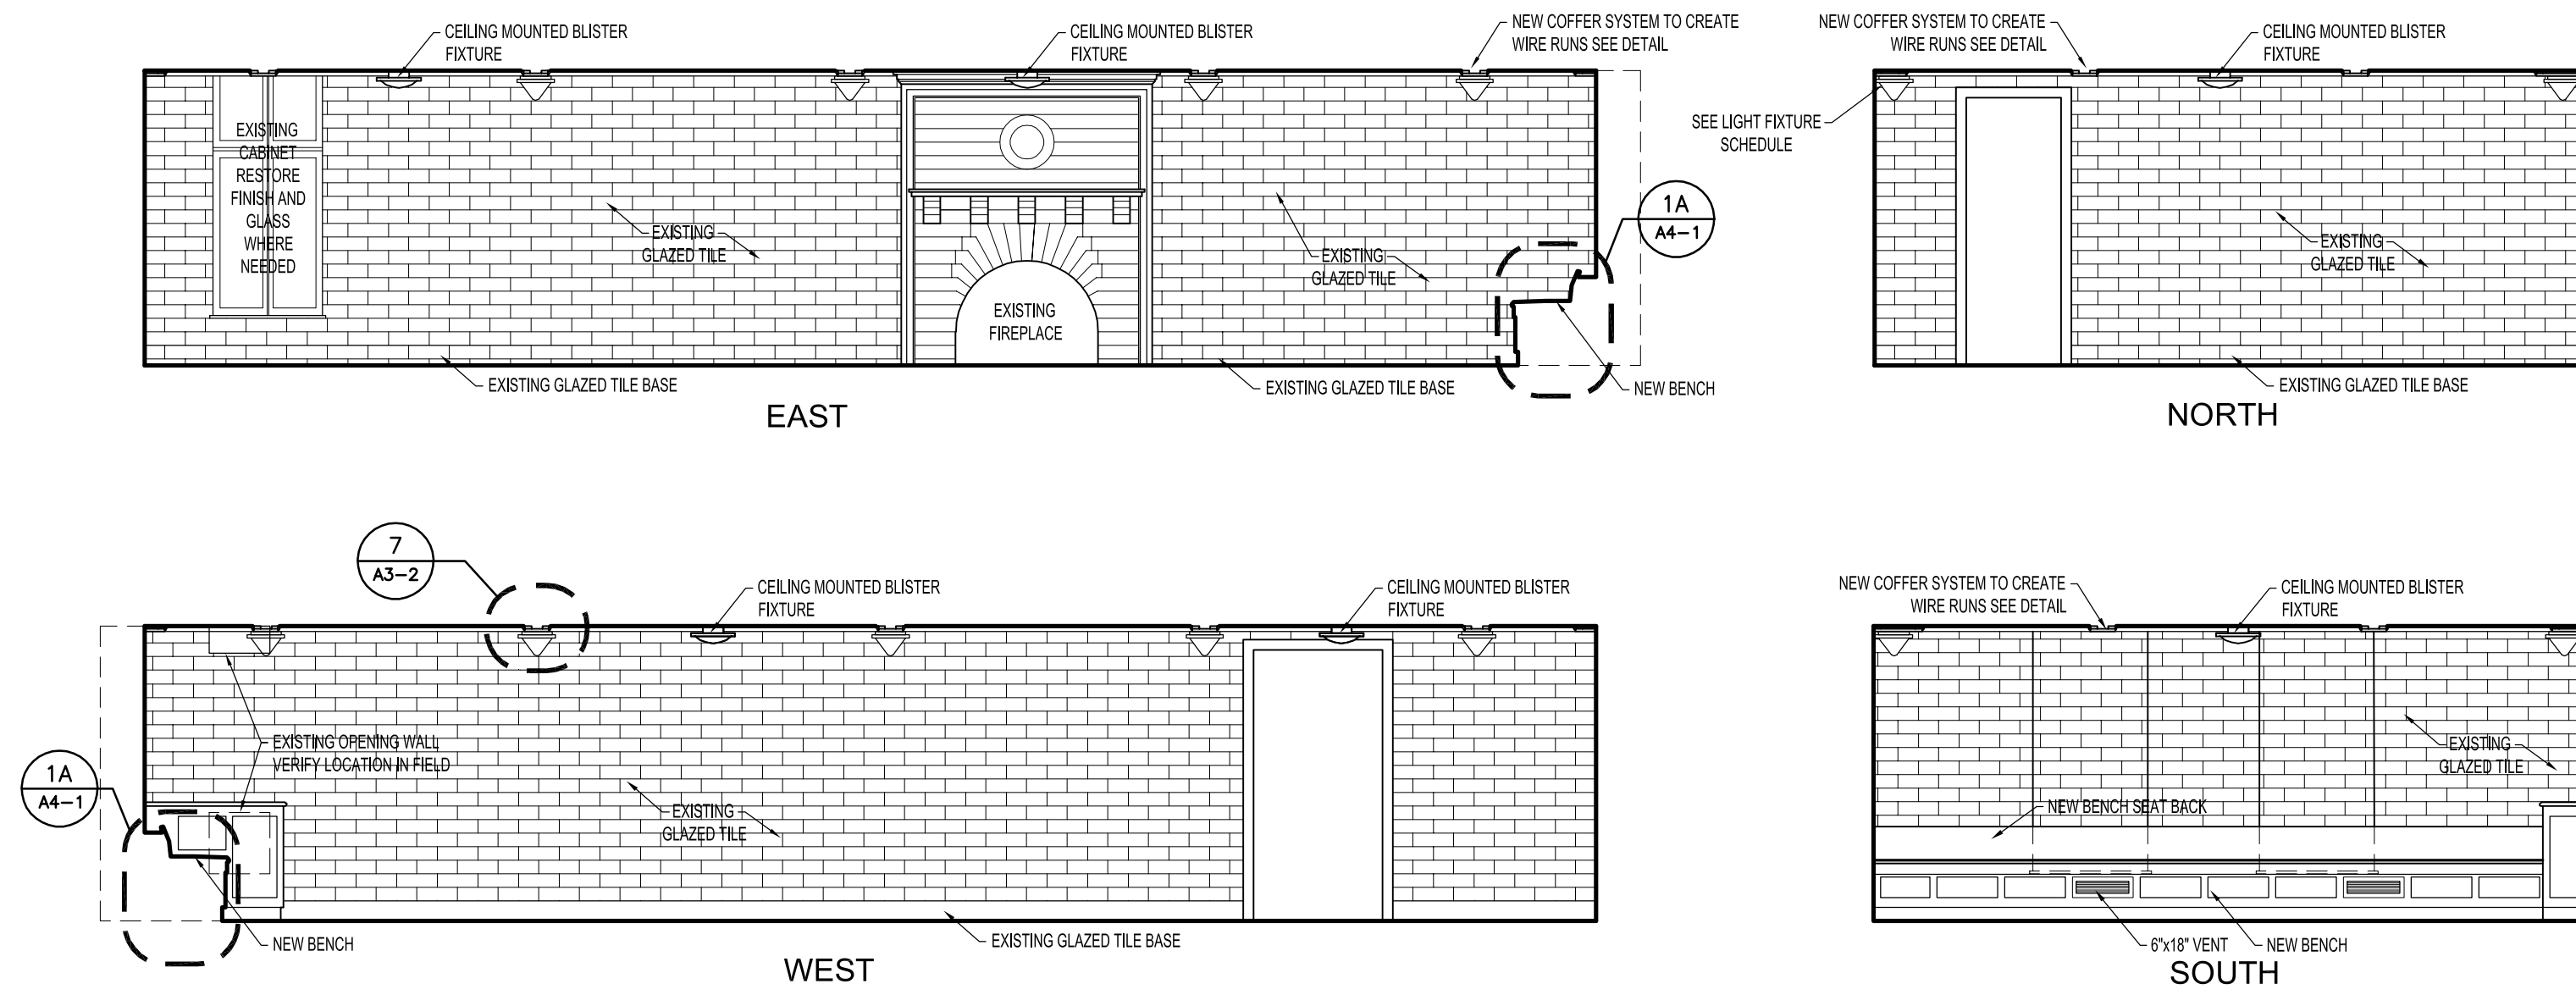 CEILING MOUNTED BLISTER
FIXTURE
CEILING MOUNTED BLISTER
FIXTURE
NEW COFFER SYSTEM TO CREATE
WIRE RUNS SEE DETAIL
EXISTING
CABINET
RESTORE
FINISH AND
GLASS
WHERE
NEEDED
EXISTING
GLAZED TILE
EXISTING
FIREPLACE
EXISTING
GLAZED TILE
1A
A4-1
EXISTING GLAZED TILE BASE
EXISTING GLAZED TILE BASE
NEW BENCH
EAST
NEW COFFER SYSTEM TO CREATE
WIRE RUNS SEE DETAIL
CEILING MOUNTED BLISTER
FIXTURE
SEE LIGHT FIXTURE
SCHEDULE
EXISTING
GLAZED TILE
EXISTING GLAZED TILE BASE
NORTH
7
A3-2
CEILING MOUNTED BLISTER
FIXTURE
CEILING MOUNTED BLISTER
FIXTURE
EXISTING OPENING WALL
VERIFY LOCATION IN FIELD
1A
A4-1
EXISTING
GLAZED TILE
NEW BENCH
EXISTING GLAZED TILE BASE
WEST
NEW COFFER SYSTEM TO CREATE
WIRE RUNS SEE DETAIL
CEILING MOUNTED BLISTER
FIXTURE
EXISTING
GLAZED TILE
NEW BENCH SEAT BACK
6"x18" VENT
NEW BENCH
SOUTH